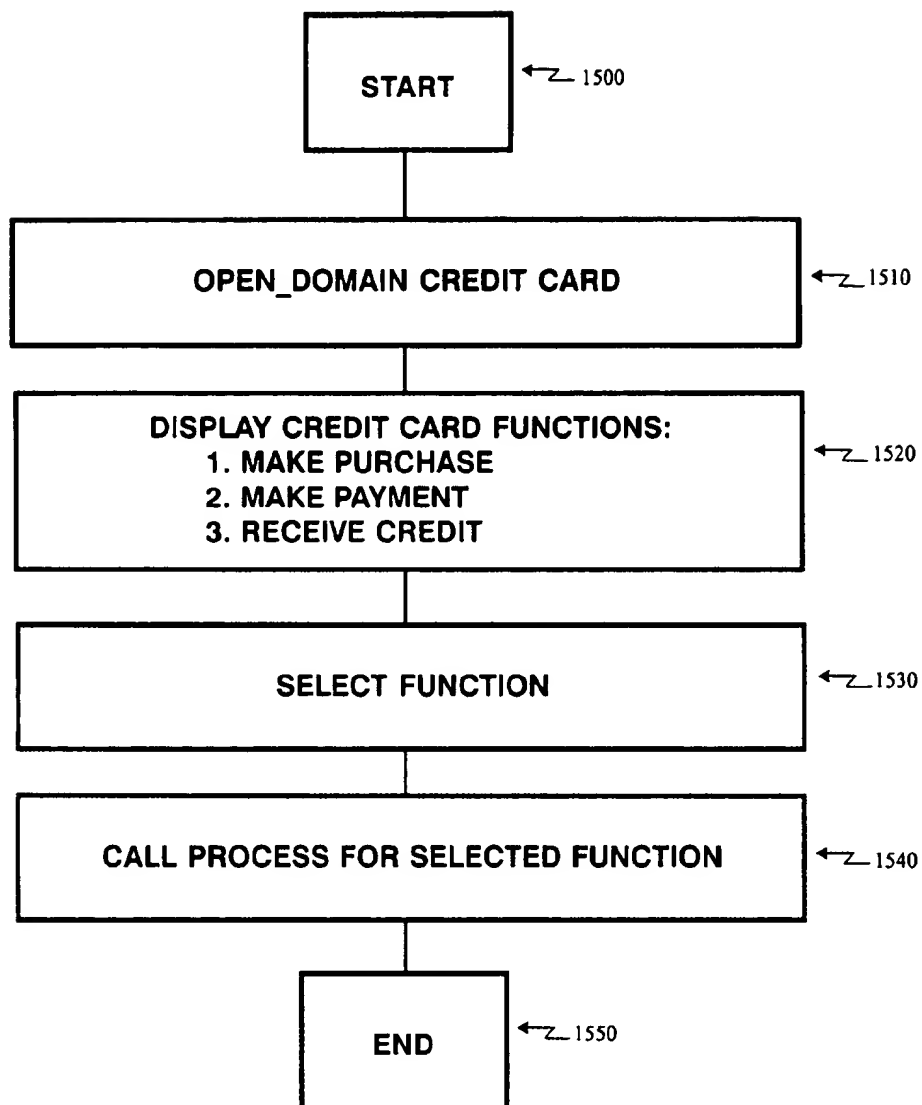 START
1500
OPEN_DOMAIN CREDIT CARD
1510
DISPLAY CREDIT CARD FUNCTIONS:
1. MAKE PURCHASE
2. MAKE PAYMENT
3. RECEIVE CREDIT
1520
SELECT FUNCTION
1530
CALL PROCESS FOR SELECTED FUNCTION
1540
END
1550